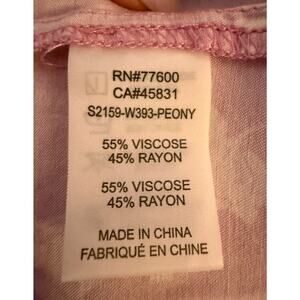 RN#77600
CA#45831
S2159-W393-PEONY
55% VISCOSE
45% RAYON
55% VISCOSE
45% RAYON
MADE IN CHINA
FABRIQUÉ EN CHINE